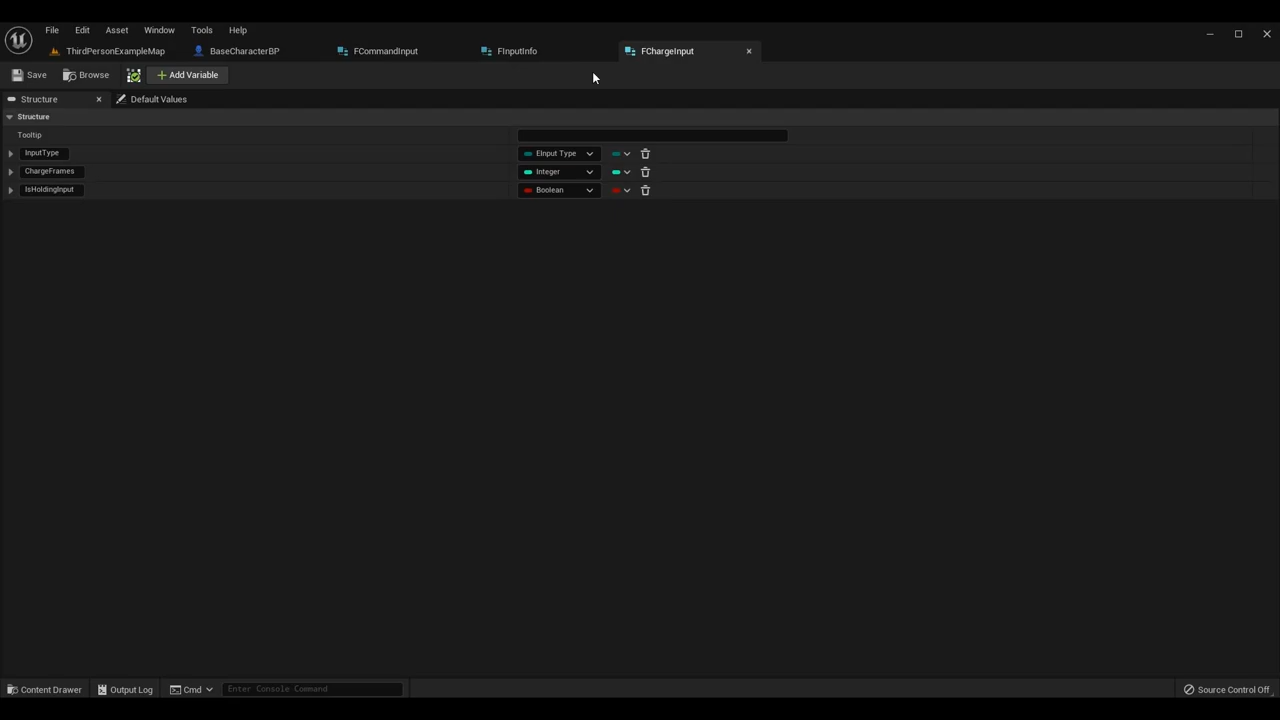 File Edit Asset Window Tools Help
ThirdPersonExampleMap BaseCharacterBP FCommandInput FInputInfo FChargeInput
Save Browse Add Variable
Structure Default Values
Structure
Tooltip
InputType EInput Type
ChargeFrames Integer
IsHoldingInput Boolean
Content Drawer Output Log Cmd Enter Console Command Source Control Off